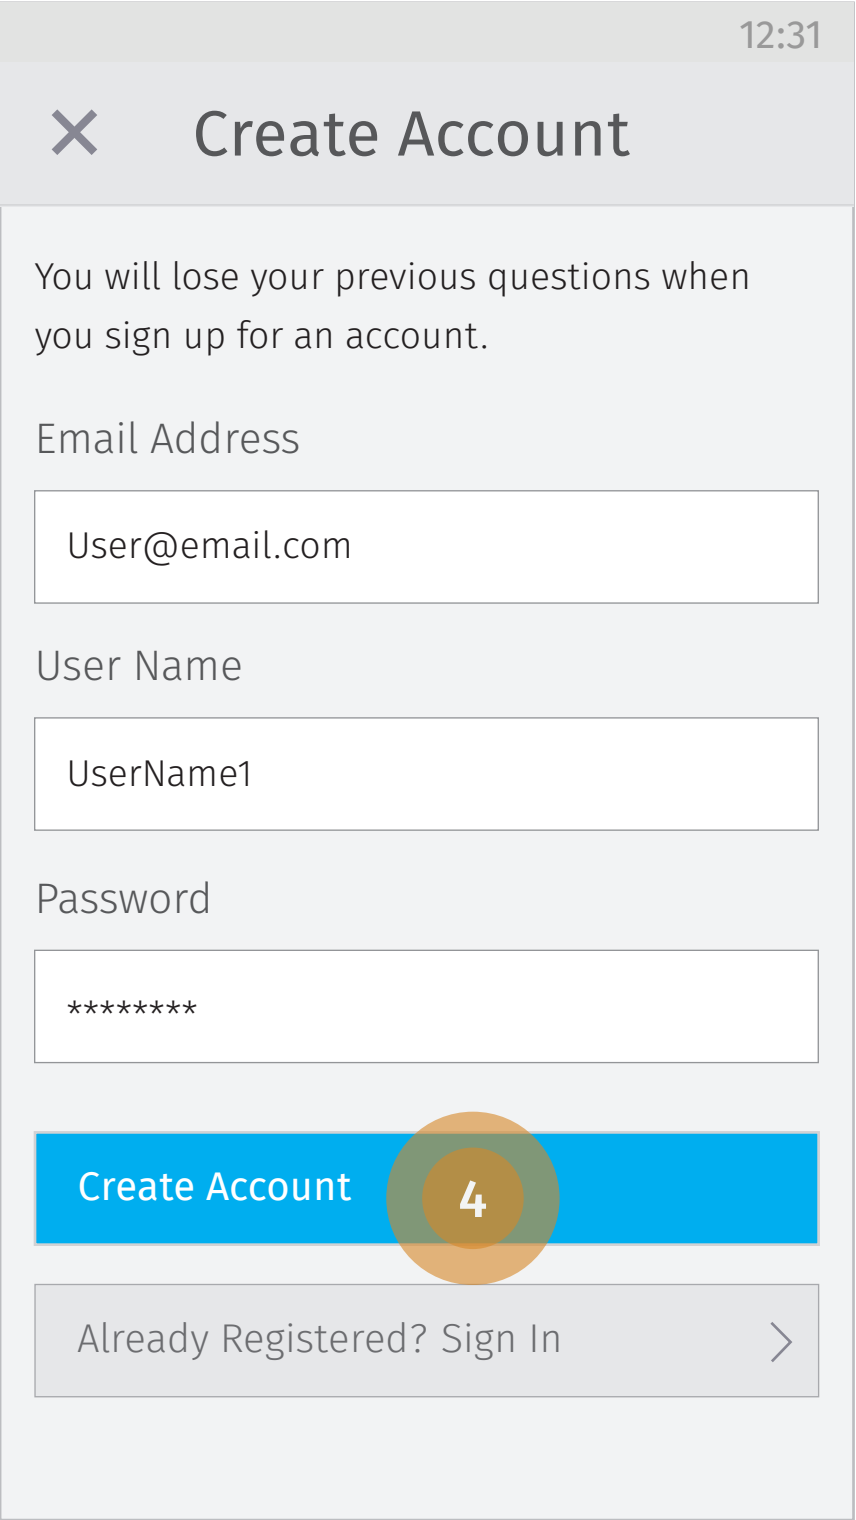 12:31
Create Account
You will lose your previous questions when
you sign up for an account.
Email Address
User@email.com
User Name
UserName1
Password
********
Create Account
4
Already Registered? Sign In